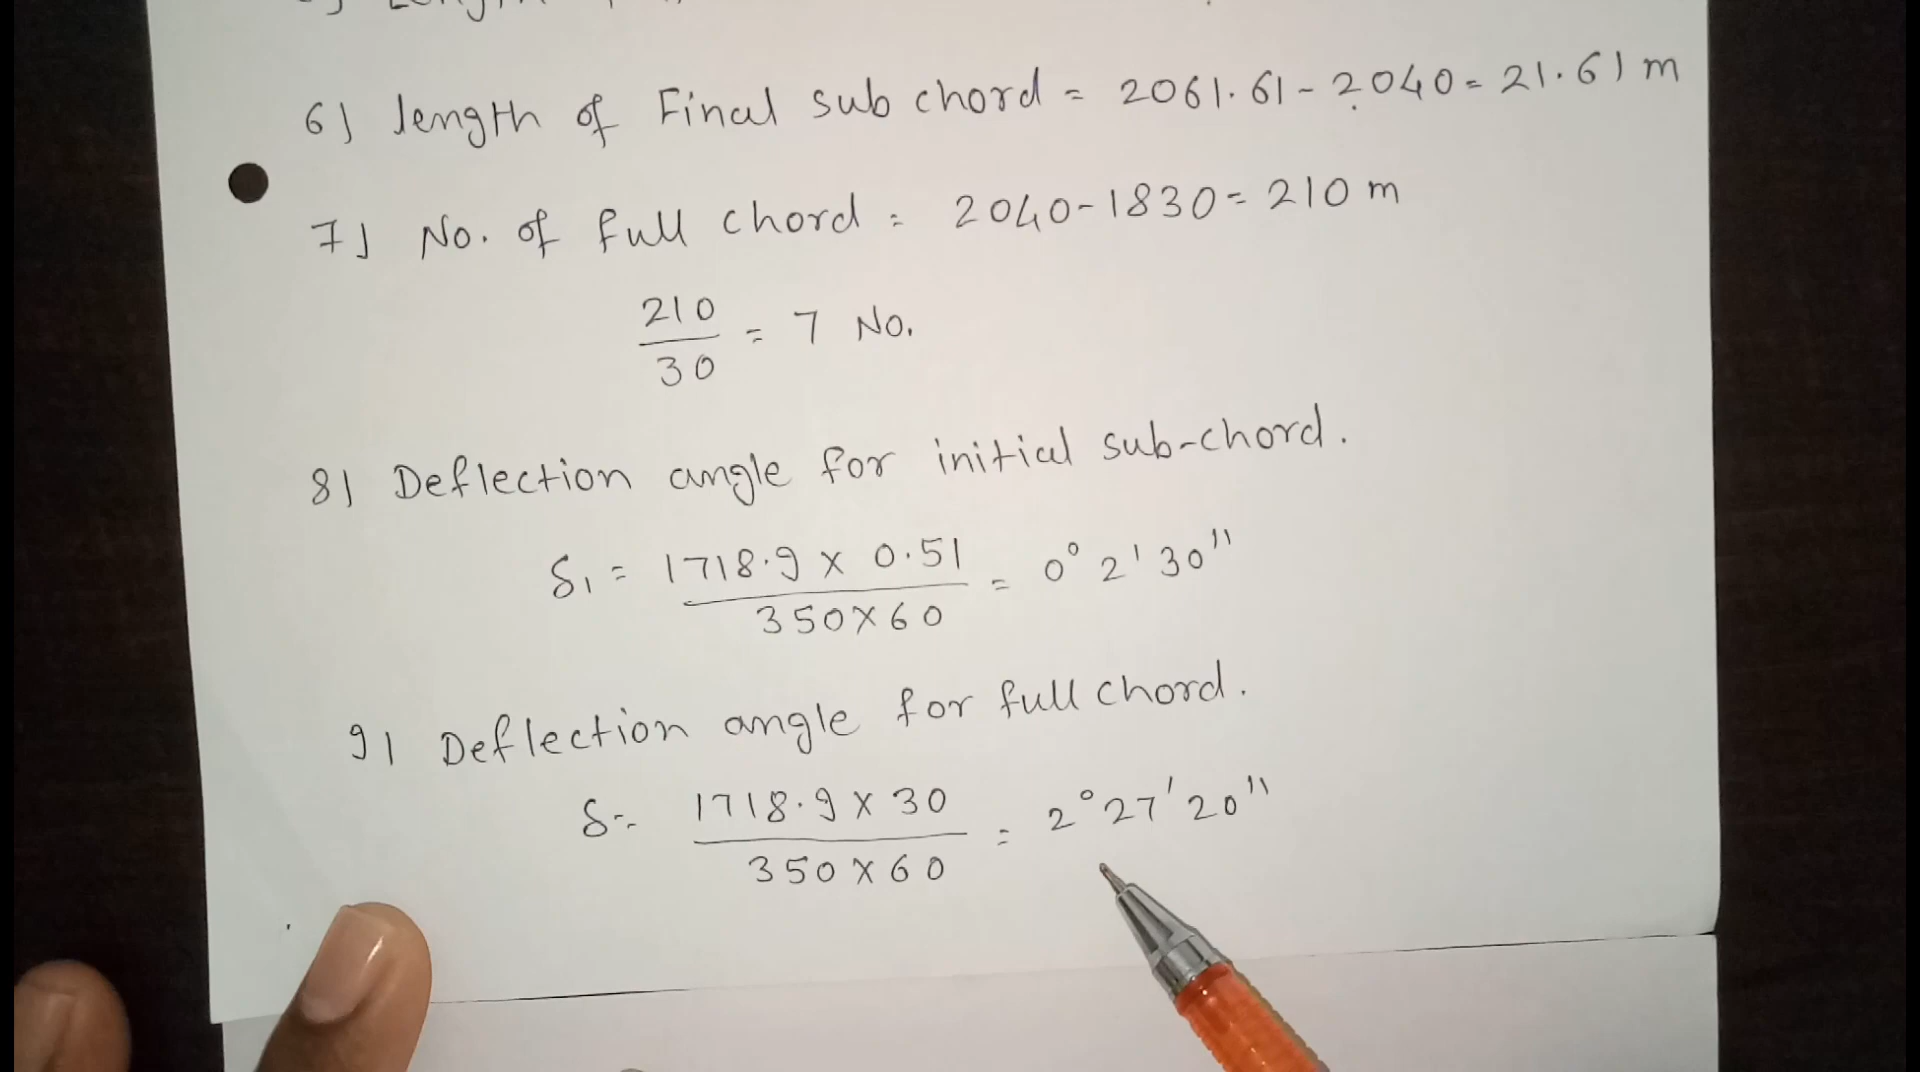 6) length of Final sub chord = 2061.61 - 2040 = 21.61 m
7) No. of full chord = 2040 - 1830 = 210 m
210/30 = 7 No.
8) Deflection angle for initial sub-chord.
δ₁ = 1718.9 x 0.51 / 350x60 = 0° 2' 30"
9) Deflection angle for full chord.
δ = 1718.9 x 30 / 350 x 60 = 2° 27' 20"